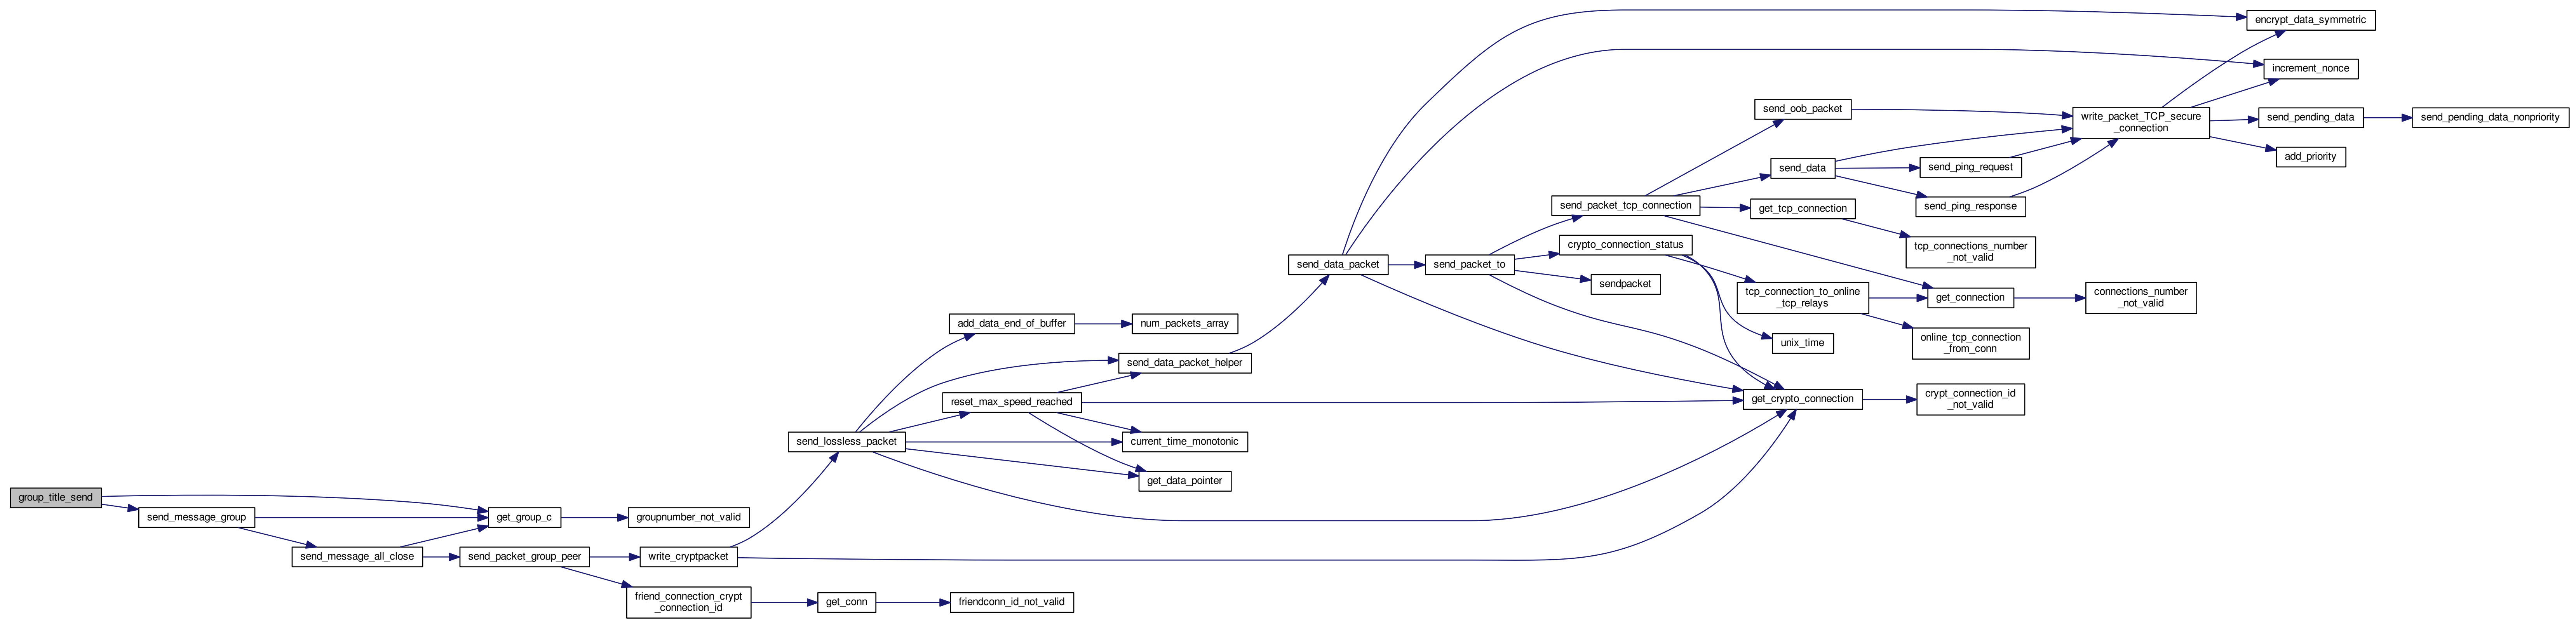 group_title_send
send_message_group
get_group_c
groupnumber_not_valid
send_message_all_close
send_packet_group_peer
write_cryptpacket
friend_connection_crypt
_connection_id
get_conn
friendconn_id_not_valid
send_lossless_packet
add_data_end_of_buffer
num_packets_array
send_data_packet_helper
reset_max_speed_reached
current_time_monotonic
get_data_pointer
send_data_packet
send_packet_to
send_packet_tcp_connection
crypto_connection_status
sendpacket
send_oob_packet
send_data
get_tcp_connection
tcp_connection_to_online
_tcp_relays
unix_time
get_crypto_connection
send_ping_request
send_ping_response
tcp_connections_number
_not_valid
get_connection
online_tcp_connection
_from_conn
crypt_connection_id
_not_valid
write_packet_TCP_secure
_connection
connections_number
_not_valid
encrypt_data_symmetric
increment_nonce
send_pending_data
add_priority
send_pending_data_nonpriority